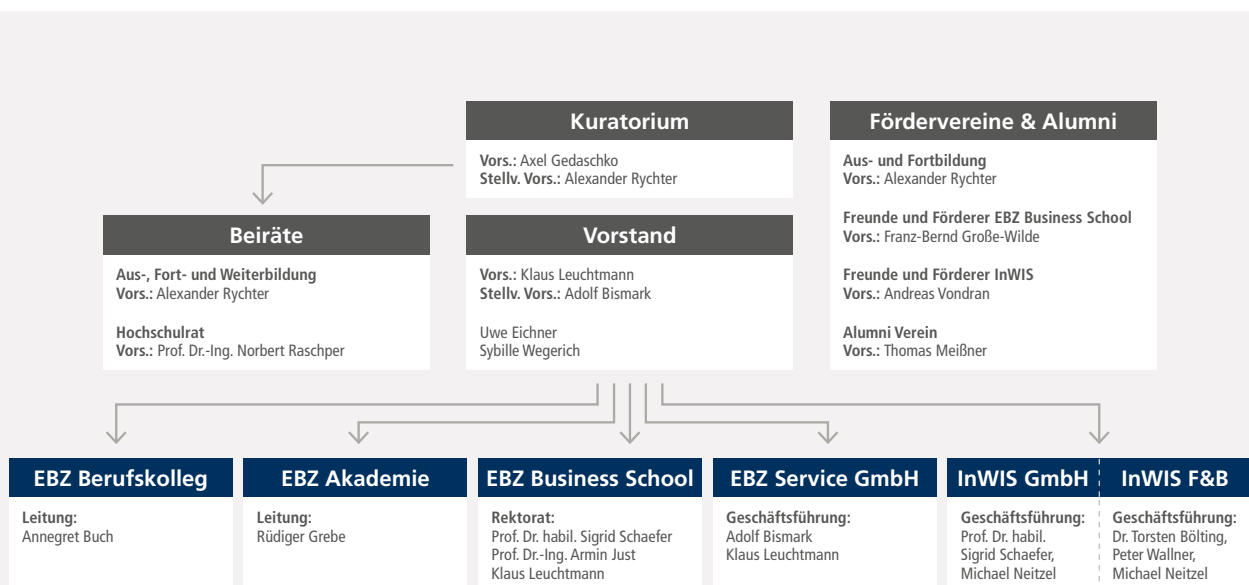 Kuratorium
Vors.: Axel Gedaschko
Stellv. Vors.: Alexander Rychter
Fördervereine & Alumni
Aus- und Fortbildung
Vors.: Alexander Rychter
Freunde und Förderer EBZ Business School
Vors.: Franz-Bernd Große-Wilde
Freunde und Förderer InWIS
Vors.: Andreas Vondran
Alumni Verein
Vors.: Thomas Meißner
Beiräte
Aus-, Fort- und Weiterbildung
Vors.: Alexander Rychter
Hochschulrat
Vors.: Prof. Dr.-Ing. Norbert Raschper
Vorstand
Vors.: Klaus Leuchtmann
Stellv. Vors.: Adolf Bismark
Uwe Eichner
Sybille Wegerich
EBZ Berufskolleg
Leitung:
Annegret Buch
EBZ Akademie
Leitung:
Rüdiger Grebe
EBZ Business School
Rektorat:
Prof. Dr. habil. Sigrid Schaefer
Prof. Dr.-Ing. Armin Just
Klaus Leuchtmann
EBZ Service GmbH
Geschäftsführung:
Adolf Bismark
Klaus Leuchtmann
InWIS GmbH
Geschäftsführung:
Prof. Dr. habil.
Sigrid Schaefer,
Michael Neitzel
InWIS F&B
Geschäftsführung:
Dr. Torsten Bölting,
Peter Wallner,
Michael Neitzel